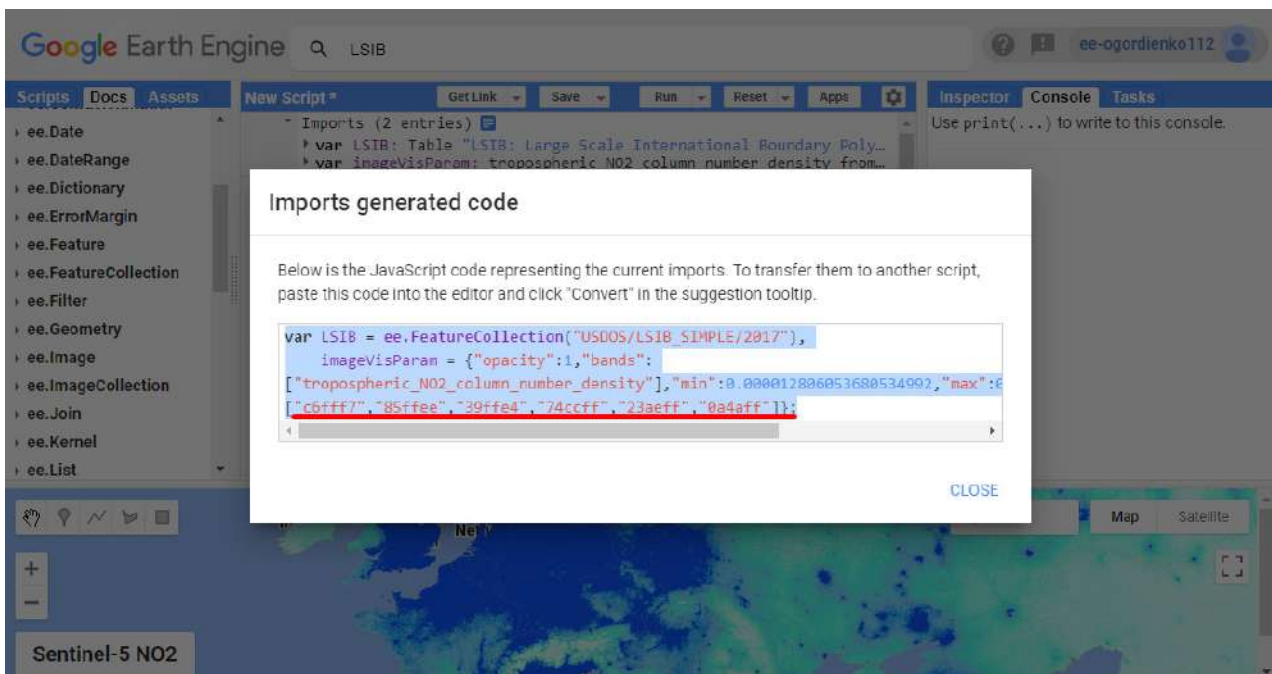 Google Earth Engine
LSIB
ee-ogordienko112
Scripts Docs Assets
New Script *
Get Link Save Run Reset Apps
Inspector Console Tasks
ee.Date
ee.DateRange
ee.Dictionary
ee.ErrorMargin
ee.Feature
ee.FeatureCollection
ee.Filter
ee.Geometry
ee.Image
ee.ImageCollection
ee.Join
ee.Kernel
ee.List
Imports (2 entries)
var LSIB: Table "LSIB: Large Scale International Boundary Poly…
var imageVisParam: tropospheric_NO2_column_number_density from…
Use print(...) to write to this console.
Imports generated code
Below is the JavaScript code representing the current imports. To transfer them to another script,
paste this code into the editor and click "Convert" in the suggestion tooltip.
var LSIB = ee.FeatureCollection("USDOS/LSIB_SIMPLE/2017"),
imageVisParam = {"opacity":1,"bands":
["tropospheric_NO2_column_number_density"],"min":0.000012806053680534992,"max":0
["c6fff7","85ffee","39ffe4","74ccff","23aeff","0a4aff"]};
CLOSE
Map Satellite
Sentinel-5 NO2